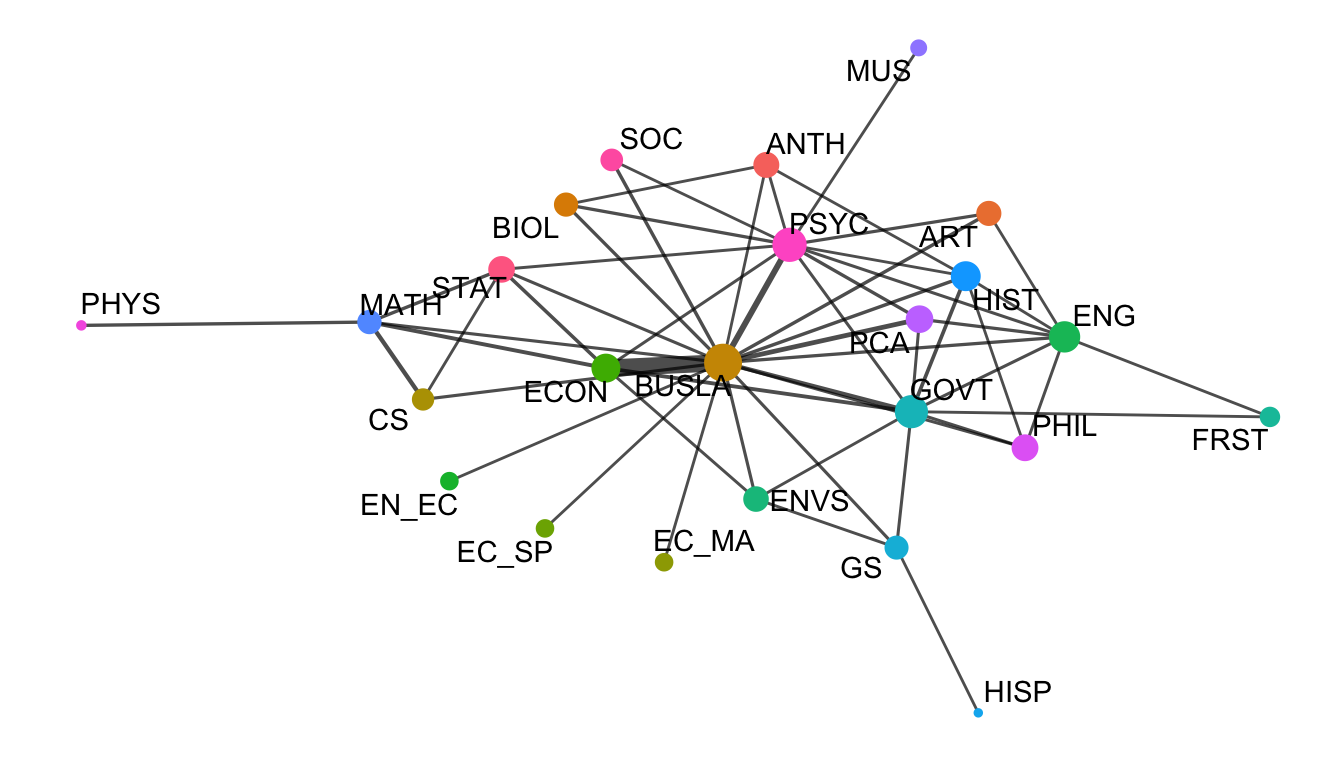 MUS
SOC
ANTH
BIOL
PSYC
ART
STAT
HIST
PHYS
MATH
ENG
PCA
ECON
BUSLA
GOVT
CS
PHIL
FRST
EN_EC
ENVS
EC_SP
EC_MA
GS
HISP